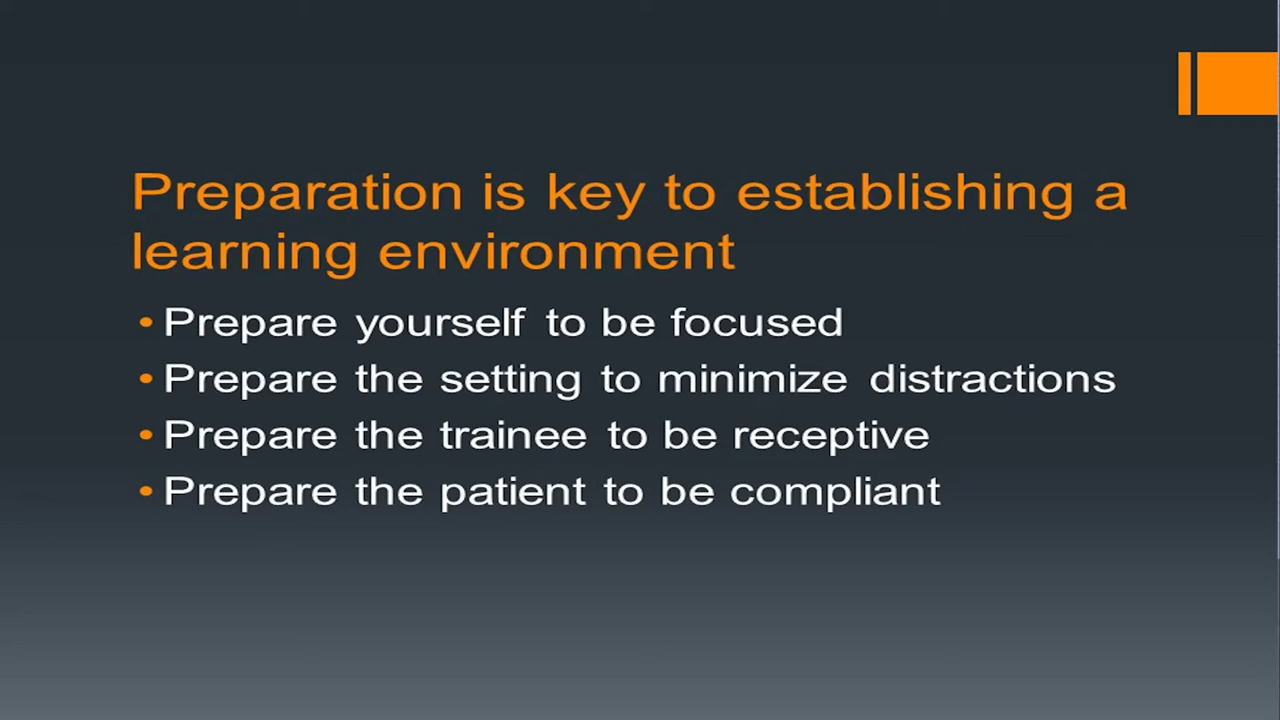 Preparation is key to establishing a
learning environment
• Prepare yourself to be focused
• Prepare the setting to minimize distractions
• Prepare the trainee to be receptive
• Prepare the patient to be compliant